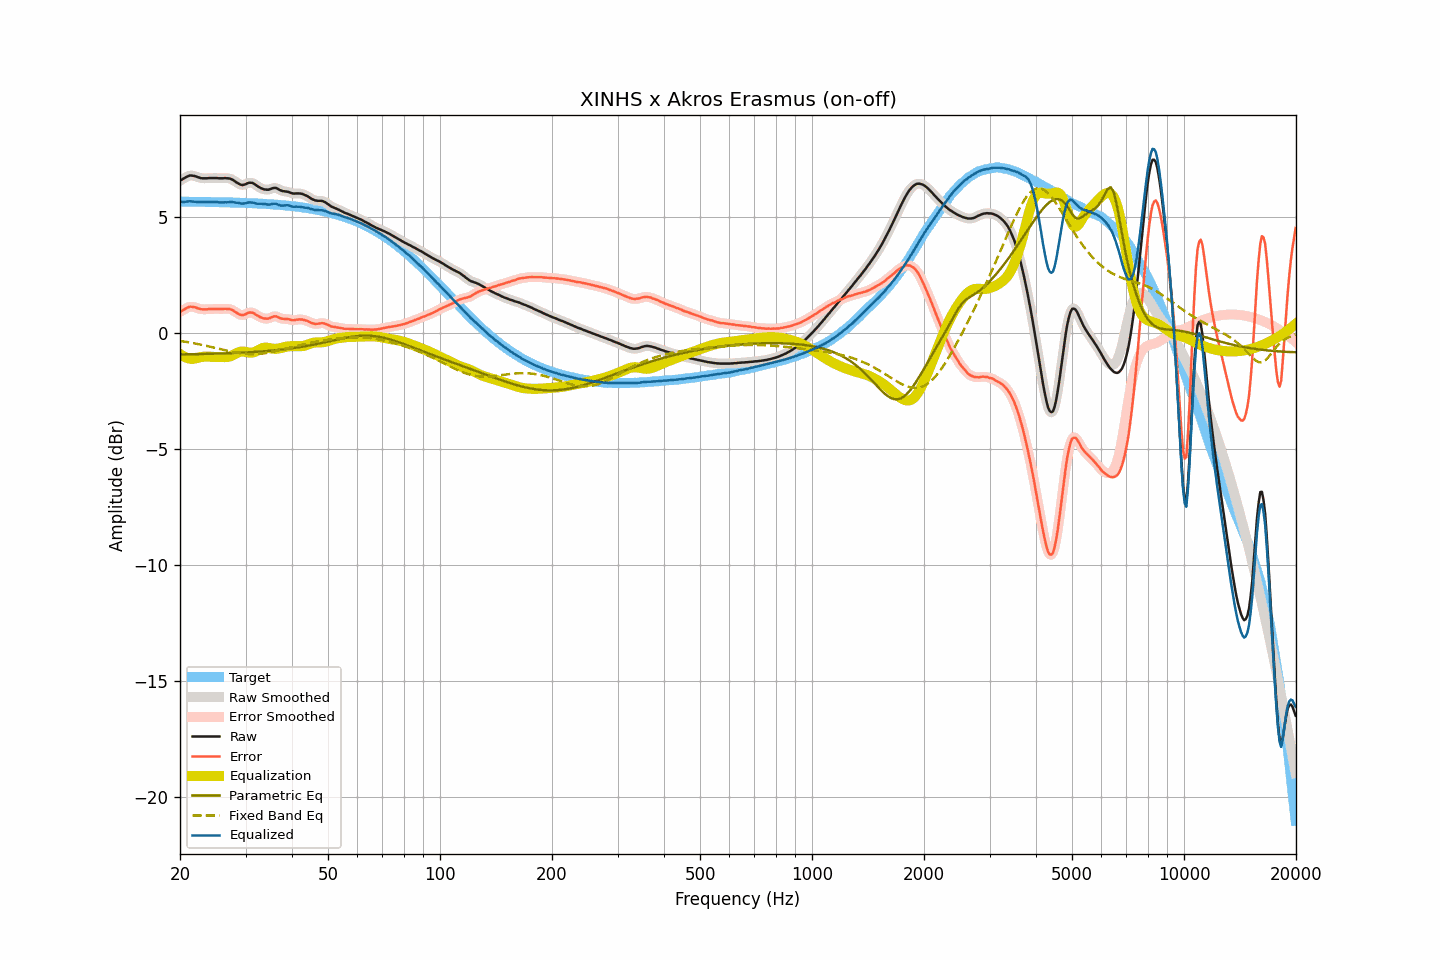 XINHS x Akros Erasmus (on-off)
Amplitude (dBr)
5
0
−5
−10
−15
−20
Target
Raw Smoothed
Error Smoothed
Raw
Error
Equalization
Parametric Eq
Fixed Band Eq
Equalized
20 50 100 200 500 1000 2000 5000 10000 20000
Frequency (Hz)